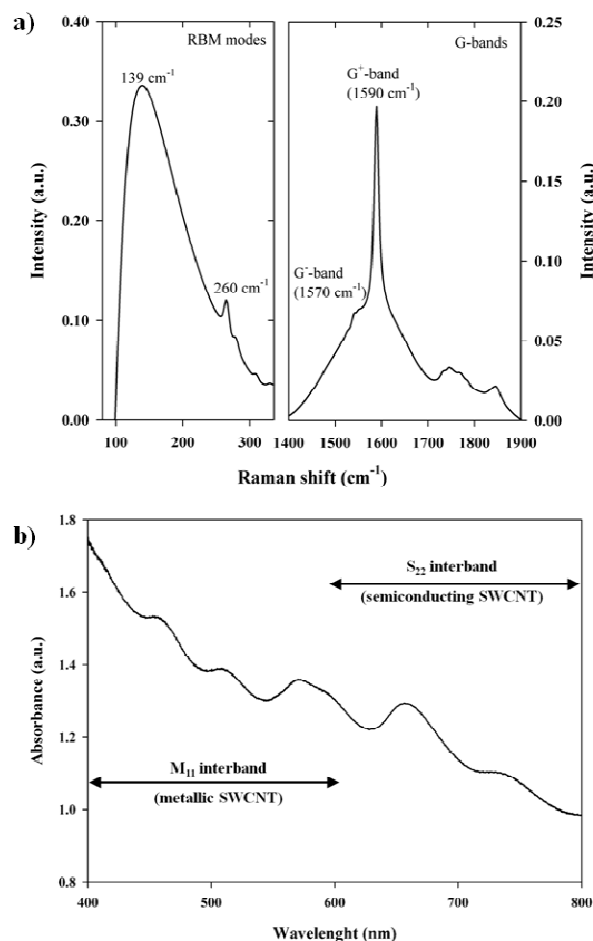 a)
RBM modes
G-bands
139 cm⁻¹
260 cm⁻¹
G⁺-band
(1590 cm⁻¹)
G⁻-band
(1570 cm⁻¹)
Intensity (a.u.)
0.40
0.30
0.20
0.10
0.00
100 200 300
1400 1500 1600 1700 1800 1900
0.25
0.20
0.15
0.10
0.05
0.00
Intensity (a.u.)
Raman shift (cm⁻¹)
b)
S₂₂ interband
(semiconducting SWCNT)
M₁₁ interband
(metallic SWCNT)
Absorbance (a.u.)
1.8
1.6
1.4
1.2
1.0
0.8
400 500 600 700 800
Wavelenght (nm)